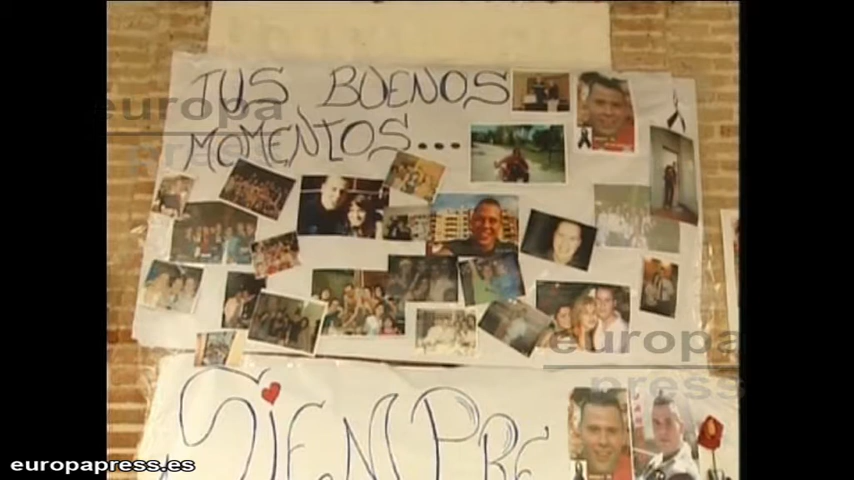 TUS BUENOS
MOMENTOS...
europa
press
europa
press
SIEMPRE
europapress.es